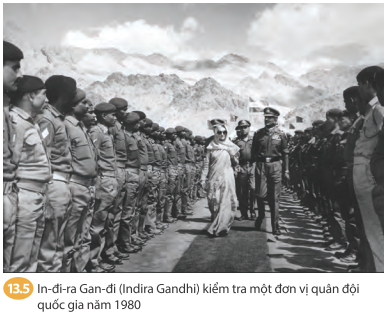 13.5 In-đi-ra Gan-đi (Indira Gandhi) kiểm tra một đơn vị quân đội
quốc gia năm 1980